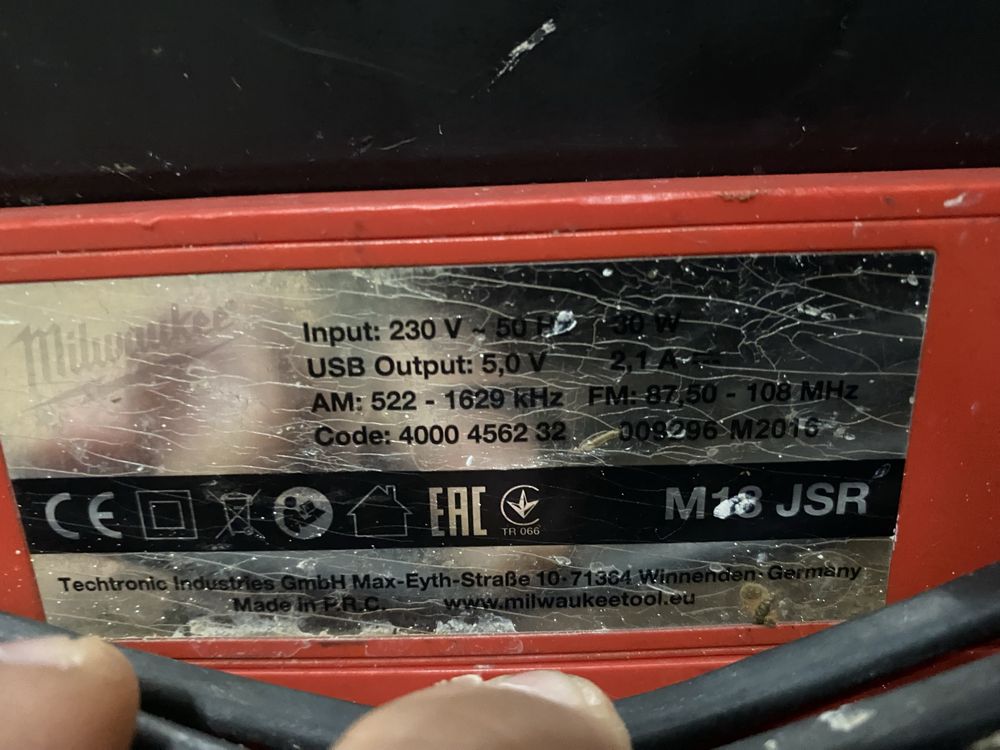 Milwaukee
Input: 230 V ~ 50 Hz 30 W
USB Output: 5,0 V 2,1 A
AM: 522 - 1629 kHz FM: 87,50 - 108 MHz
Code: 4000 4562 32 009296 M2016
CE EAC TR 066 M18 JSR
Techtronic Industries GmbH Max-Eyth-Straße 10·71364 Winnenden·Germany
Made in P.R.C. www.milwaukeetool.eu